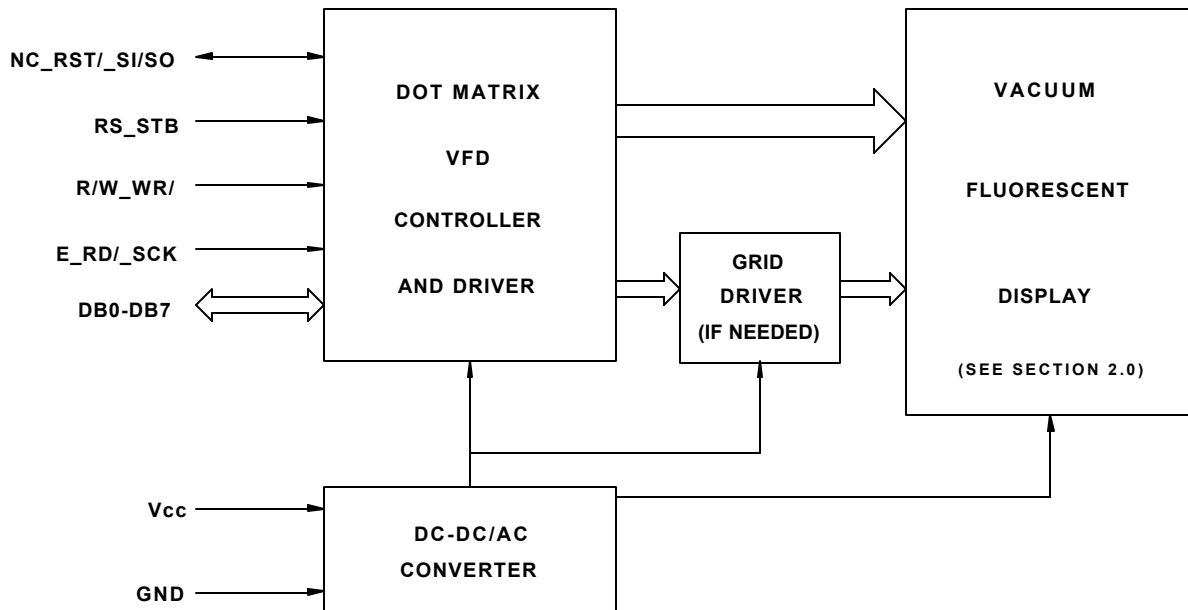 NC_RST/_SI/SO
RS_STB
R/W_WR/
E_RD/_SCK
DB0-DB7
DOT MATRIX
VFD
CONTROLLER
AND DRIVER
GRID
DRIVER
(IF NEEDED)
VACUUM
FLUORESCENT
DISPLAY
(SEE SECTION 2.0)
Vcc
GND
DC-DC/AC
CONVERTER